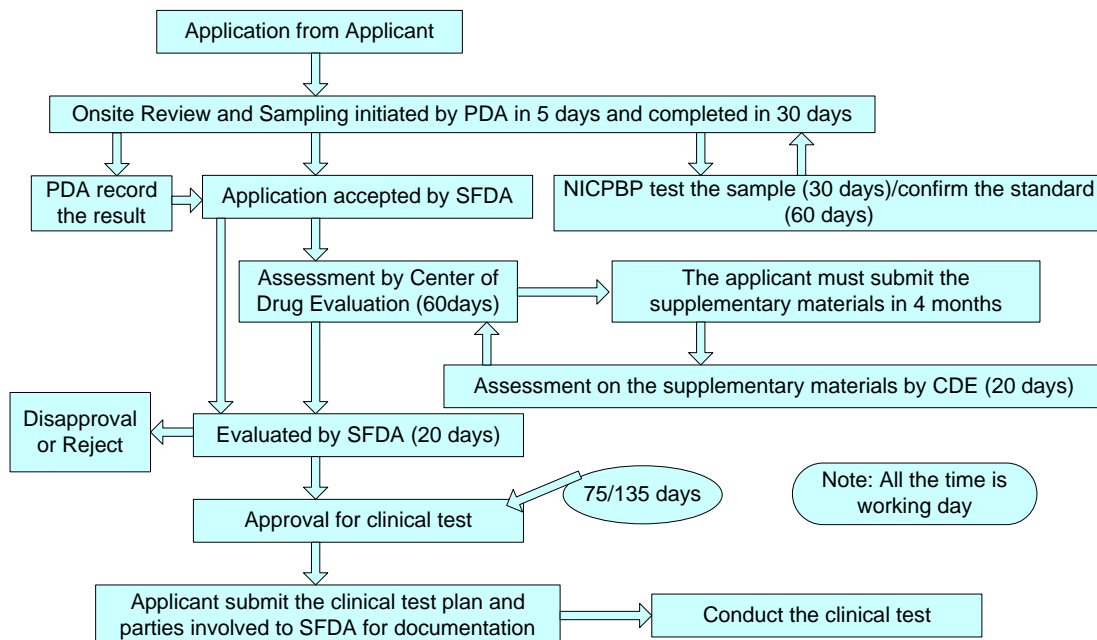 Application from Applicant
Onsite Review and Sampling initiated by PDA in 5 days and completed in 30 days
PDA record
the result
Application accepted by SFDA
NICPBP test the sample (30 days)/confirm the standard
(60 days)
Assessment by Center of
Drug Evaluation (60days)
The applicant must submit the
supplementary materials in 4 months
Assessment on the supplementary materials by CDE (20 days)
Disapproval
or Reject
Evaluated by SFDA (20 days)
75/135 days
Note: All the time is
working day
Approval for clinical test
Applicant submit the clinical test plan and
parties involved to SFDA for documentation
Conduct the clinical test